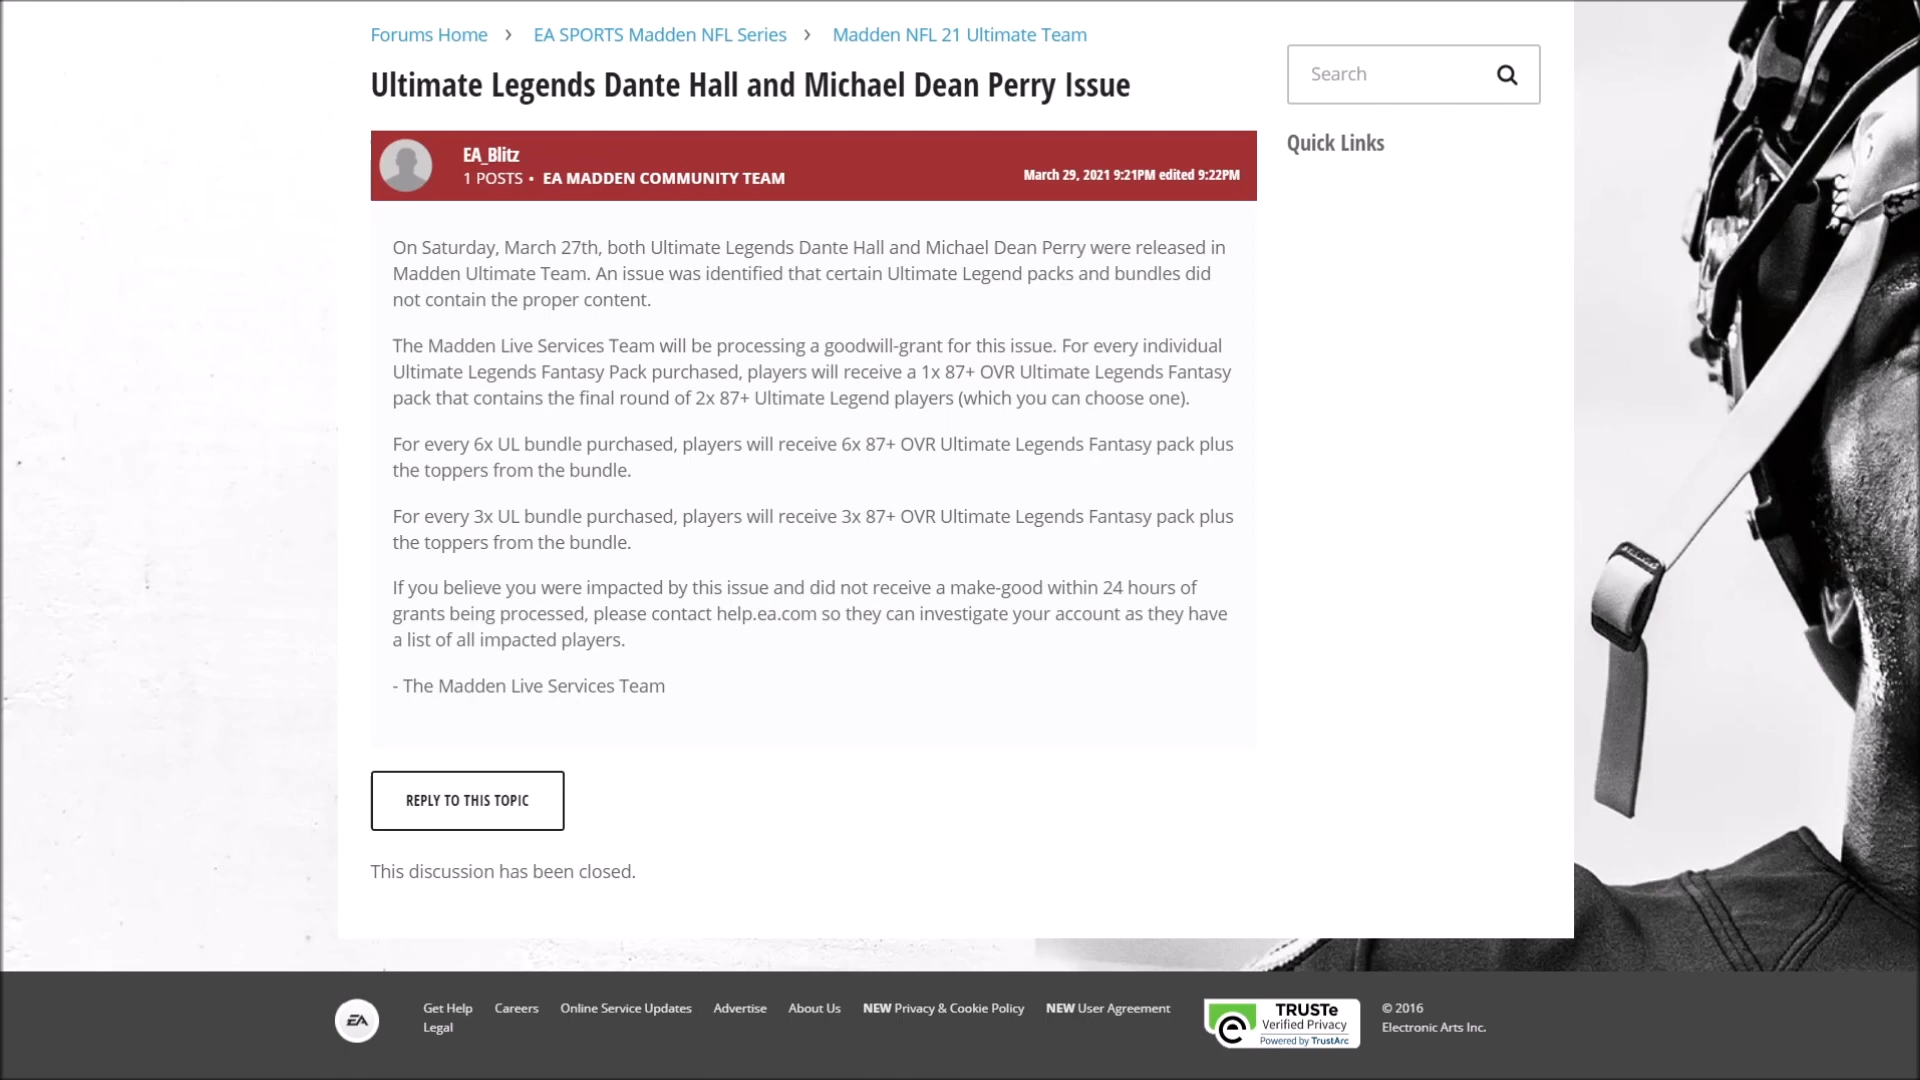 Forums Home > EA SPORTS Madden NFL Series > Madden NFL 21 Ultimate Team
Search
Ultimate Legends Dante Hall and Michael Dean Perry Issue
Quick Links
EA_Blitz
1 POSTS • EA MADDEN COMMUNITY TEAM
March 29, 2021 9:21PM edited 9:22PM
On Saturday, March 27th, both Ultimate Legends Dante Hall and Michael Dean Perry were released in
Madden Ultimate Team. An issue was identified that certain Ultimate Legend packs and bundles did
not contain the proper content.
The Madden Live Services Team will be processing a goodwill-grant for this issue. For every individual
Ultimate Legends Fantasy Pack purchased, players will receive a 1x 87+ OVR Ultimate Legends Fantasy
pack that contains the final round of 2x 87+ Ultimate Legend players (which you can choose one).
For every 6x UL bundle purchased, players will receive 6x 87+ OVR Ultimate Legends Fantasy pack plus
the toppers from the bundle.
For every 3x UL bundle purchased, players will receive 3x 87+ OVR Ultimate Legends Fantasy pack plus
the toppers from the bundle.
If you believe you were impacted by this issue and did not receive a make-good within 24 hours of
grants being processed, please contact help.ea.com so they can investigate your account as they have
a list of all impacted players.
- The Madden Live Services Team
REPLY TO THIS TOPIC
This discussion has been closed.
EA
Get Help Careers Online Service Updates Advertise About Us NEW Privacy & Cookie Policy NEW User Agreement
Legal
TRUSTe
Verified Privacy
Powered by TrustArc
© 2016
Electronic Arts Inc.